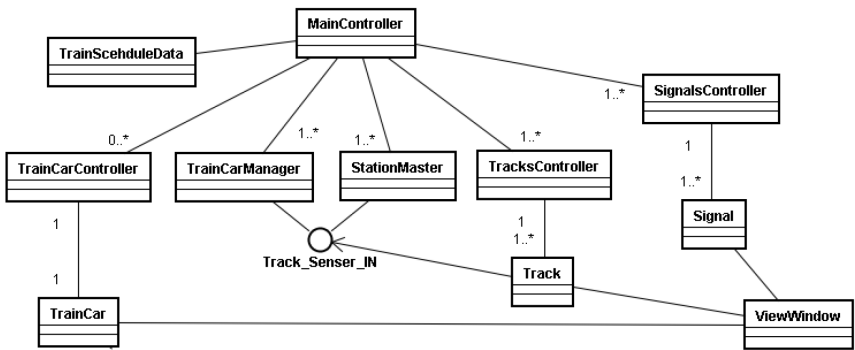 MainController
TrainScehduleData
SignalsController
1..*
0..*
1..*
1..*
1..*
TrainCarController
TrainCarManager
StationMaster
TracksController
1
1..*
Signal
1
1
1..*
Track_Senser_IN
Track
1
TrainCar
ViewWindow